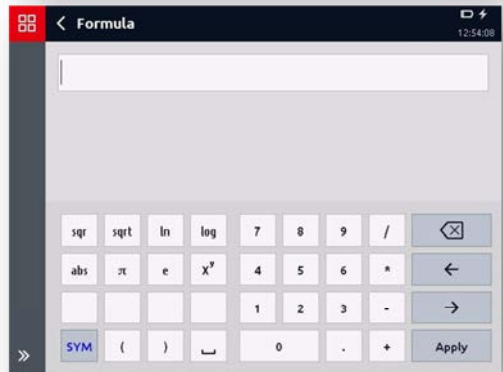 Formula
12:54:08
sqr sqrt ln log 7 8 9 /
abs π e Xʸ 4 5 6 * ←
1 2 3 - →
SYM ( ) 0 . + Apply